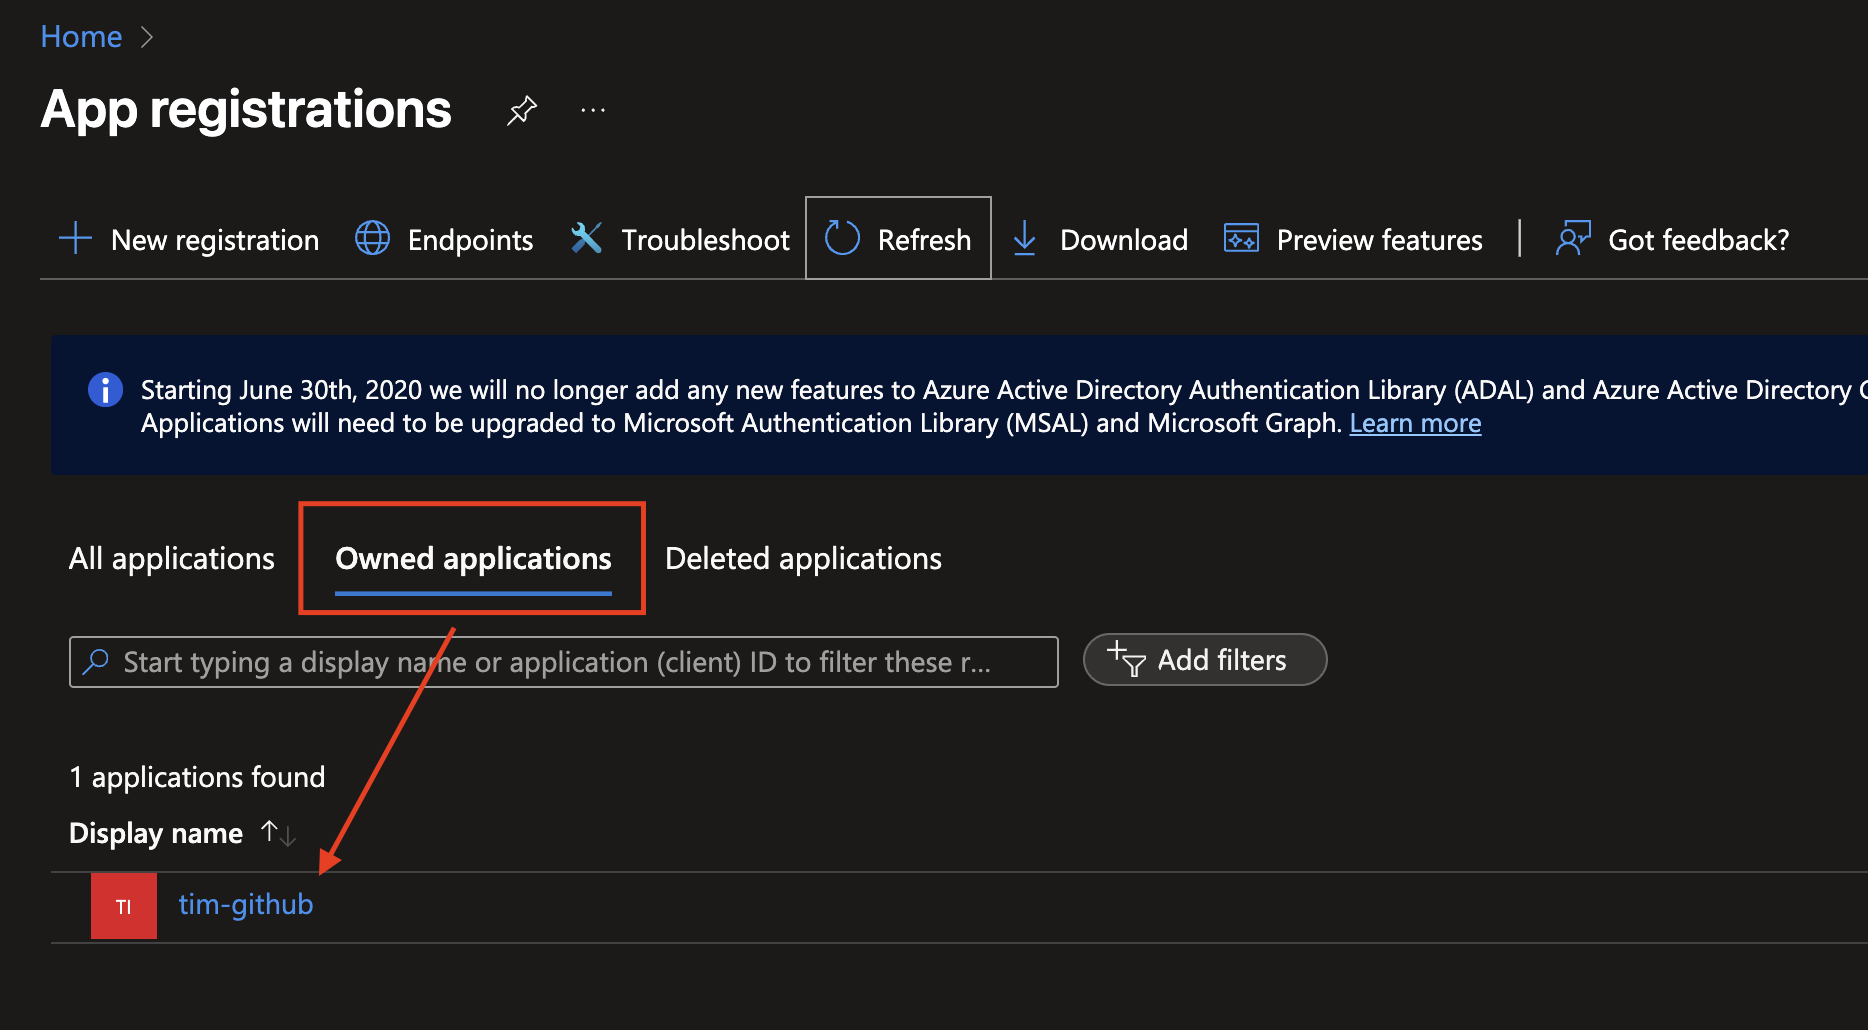 Home
App registrations
New registration
Endpoints
Troubleshoot
Refresh
Download
Preview features
Got feedback?
Starting June 30th, 2020 we will no longer add any new features to Azure Active Directory Authentication Library (ADAL) and Azure Active Directory
Applications will need to be upgraded to Microsoft Authentication Library (MSAL) and Microsoft Graph. Learn more
All applications
Owned applications
Deleted applications
Start typing a display name or application (client) ID to filter these r...
Add filters
1 applications found
Display name
TI
tim-github